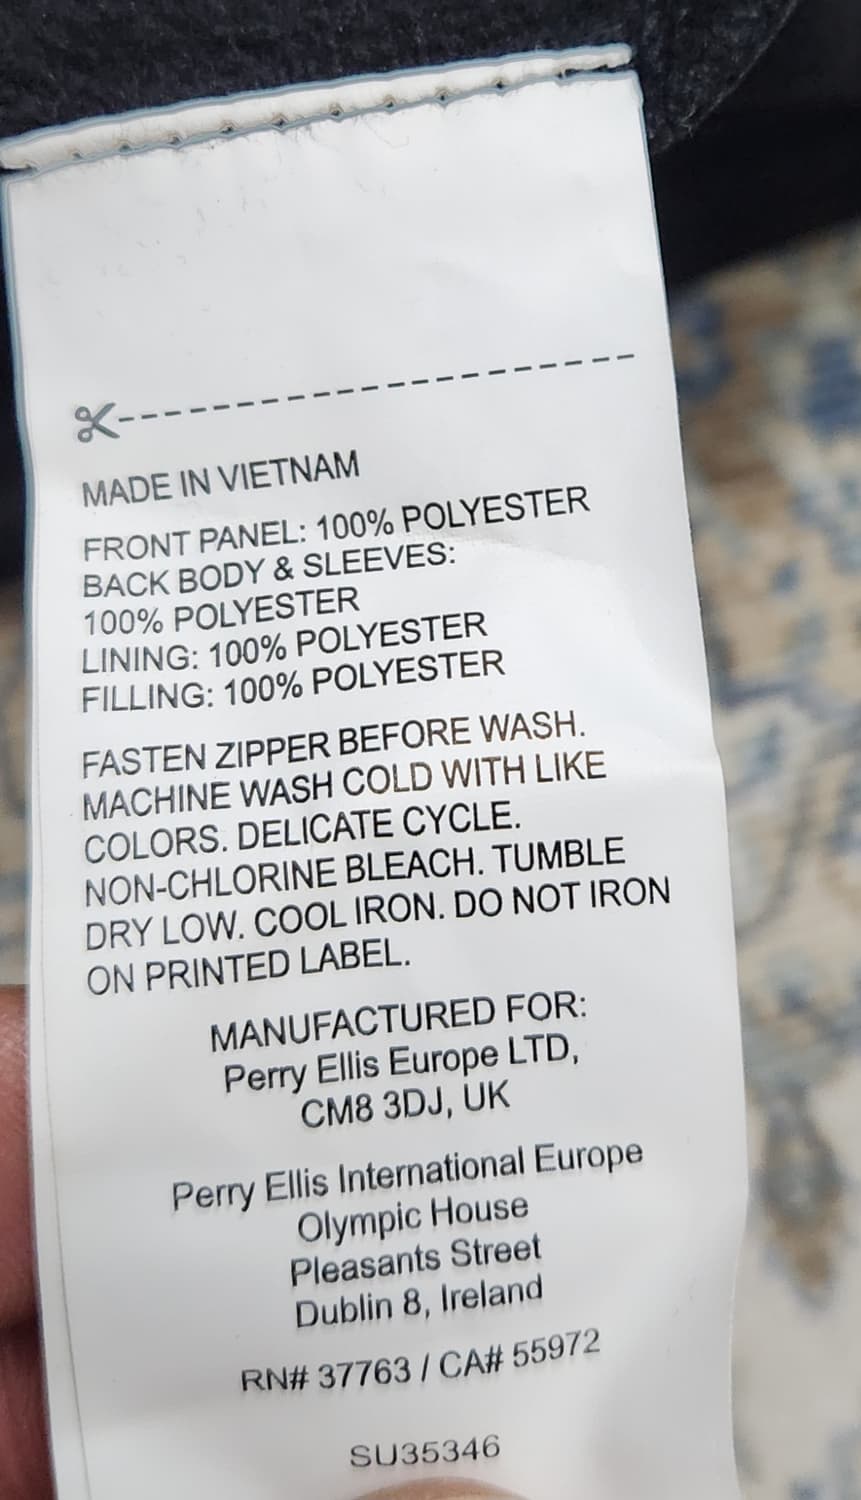 MADE IN VIETNAM
FRONT PANEL: 100% POLYESTER
BACK BODY & SLEEVES:
100% POLYESTER
LINING: 100% POLYESTER
FILLING: 100% POLYESTER
FASTEN ZIPPER BEFORE WASH.
MACHINE WASH COLD WITH LIKE
COLORS. DELICATE CYCLE.
NON-CHLORINE BLEACH. TUMBLE
DRY LOW. COOL IRON. DO NOT IRON
ON PRINTED LABEL.
MANUFACTURED FOR:
Perry Ellis Europe LTD,
CM8 3DJ, UK
Perry Ellis International Europe
Olympic House
Pleasants Street
Dublin 8, Ireland
RN# 37763 / CA# 55972
SU35346